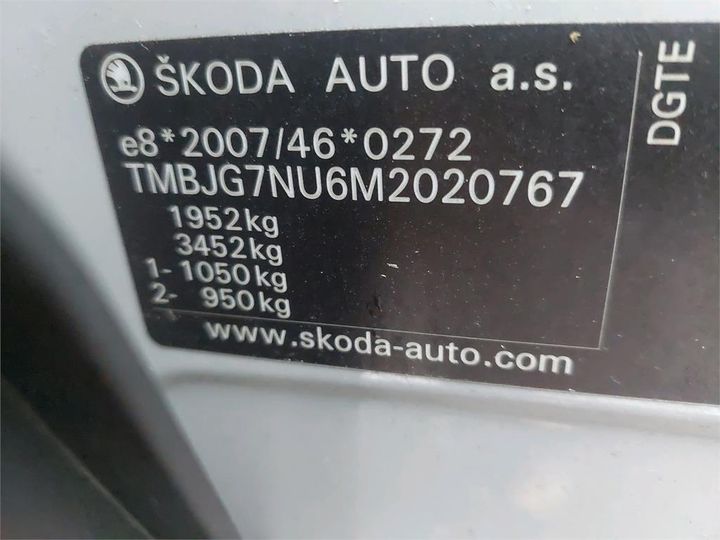 ŠKODA AUTO a.s.
e8*2007/46*0272
TMBJG7NU6M2020767
1952kg
3452kg
1- 1050kg
2- 950kg
www.skoda-auto.com
DGTE